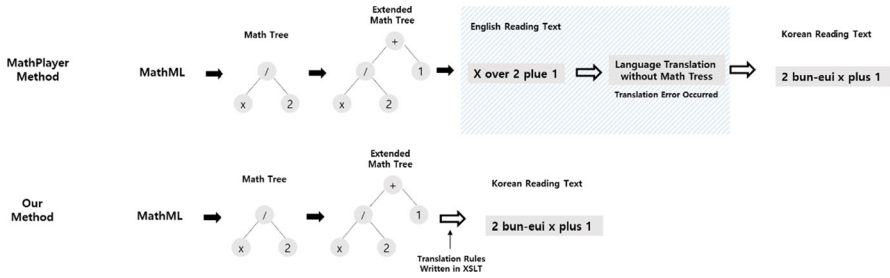 MathPlayer
Method
MathML
Math Tree
/
x
2
Extended
Math Tree
+
/
1
x
2
English Reading Text
X over 2 plue 1
Language Translation
without Math Tress
Translation Error Occurred
Korean Reading Text
2 bun-eui x plus 1
Our
Method
MathML
Math Tree
/
x
2
Extended
Math Tree
+
/
1
x
2
Translation Rules
Written in XSLT
Korean Reading Text
2 bun-eui x plus 1